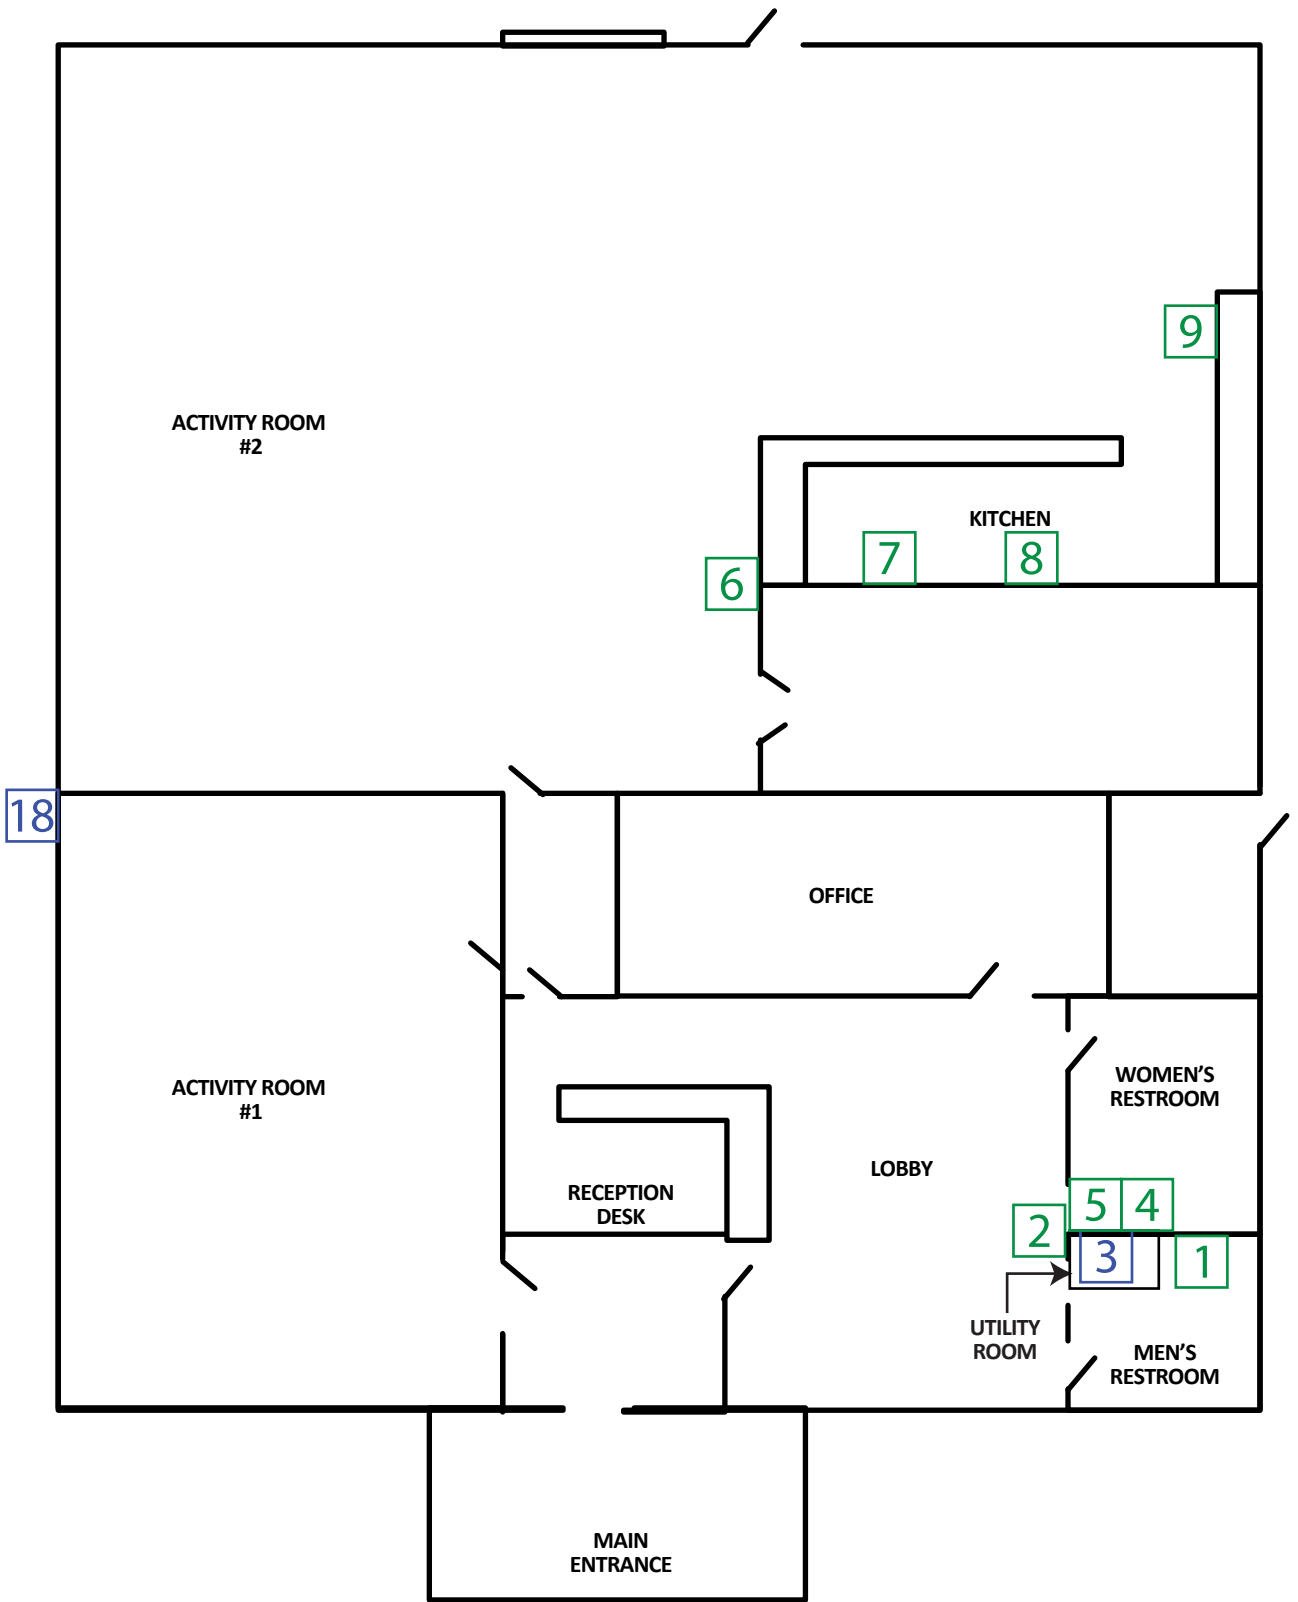 9
ACTIVITY ROOM
#2
KITCHEN
7
8
6
18
OFFICE
ACTIVITY ROOM
#1
WOMEN'S
RESTROOM
LOBBY
RECEPTION
DESK
5
4
2
3
1
UTILITY
ROOM
MEN'S
RESTROOM
MAIN
ENTRANCE